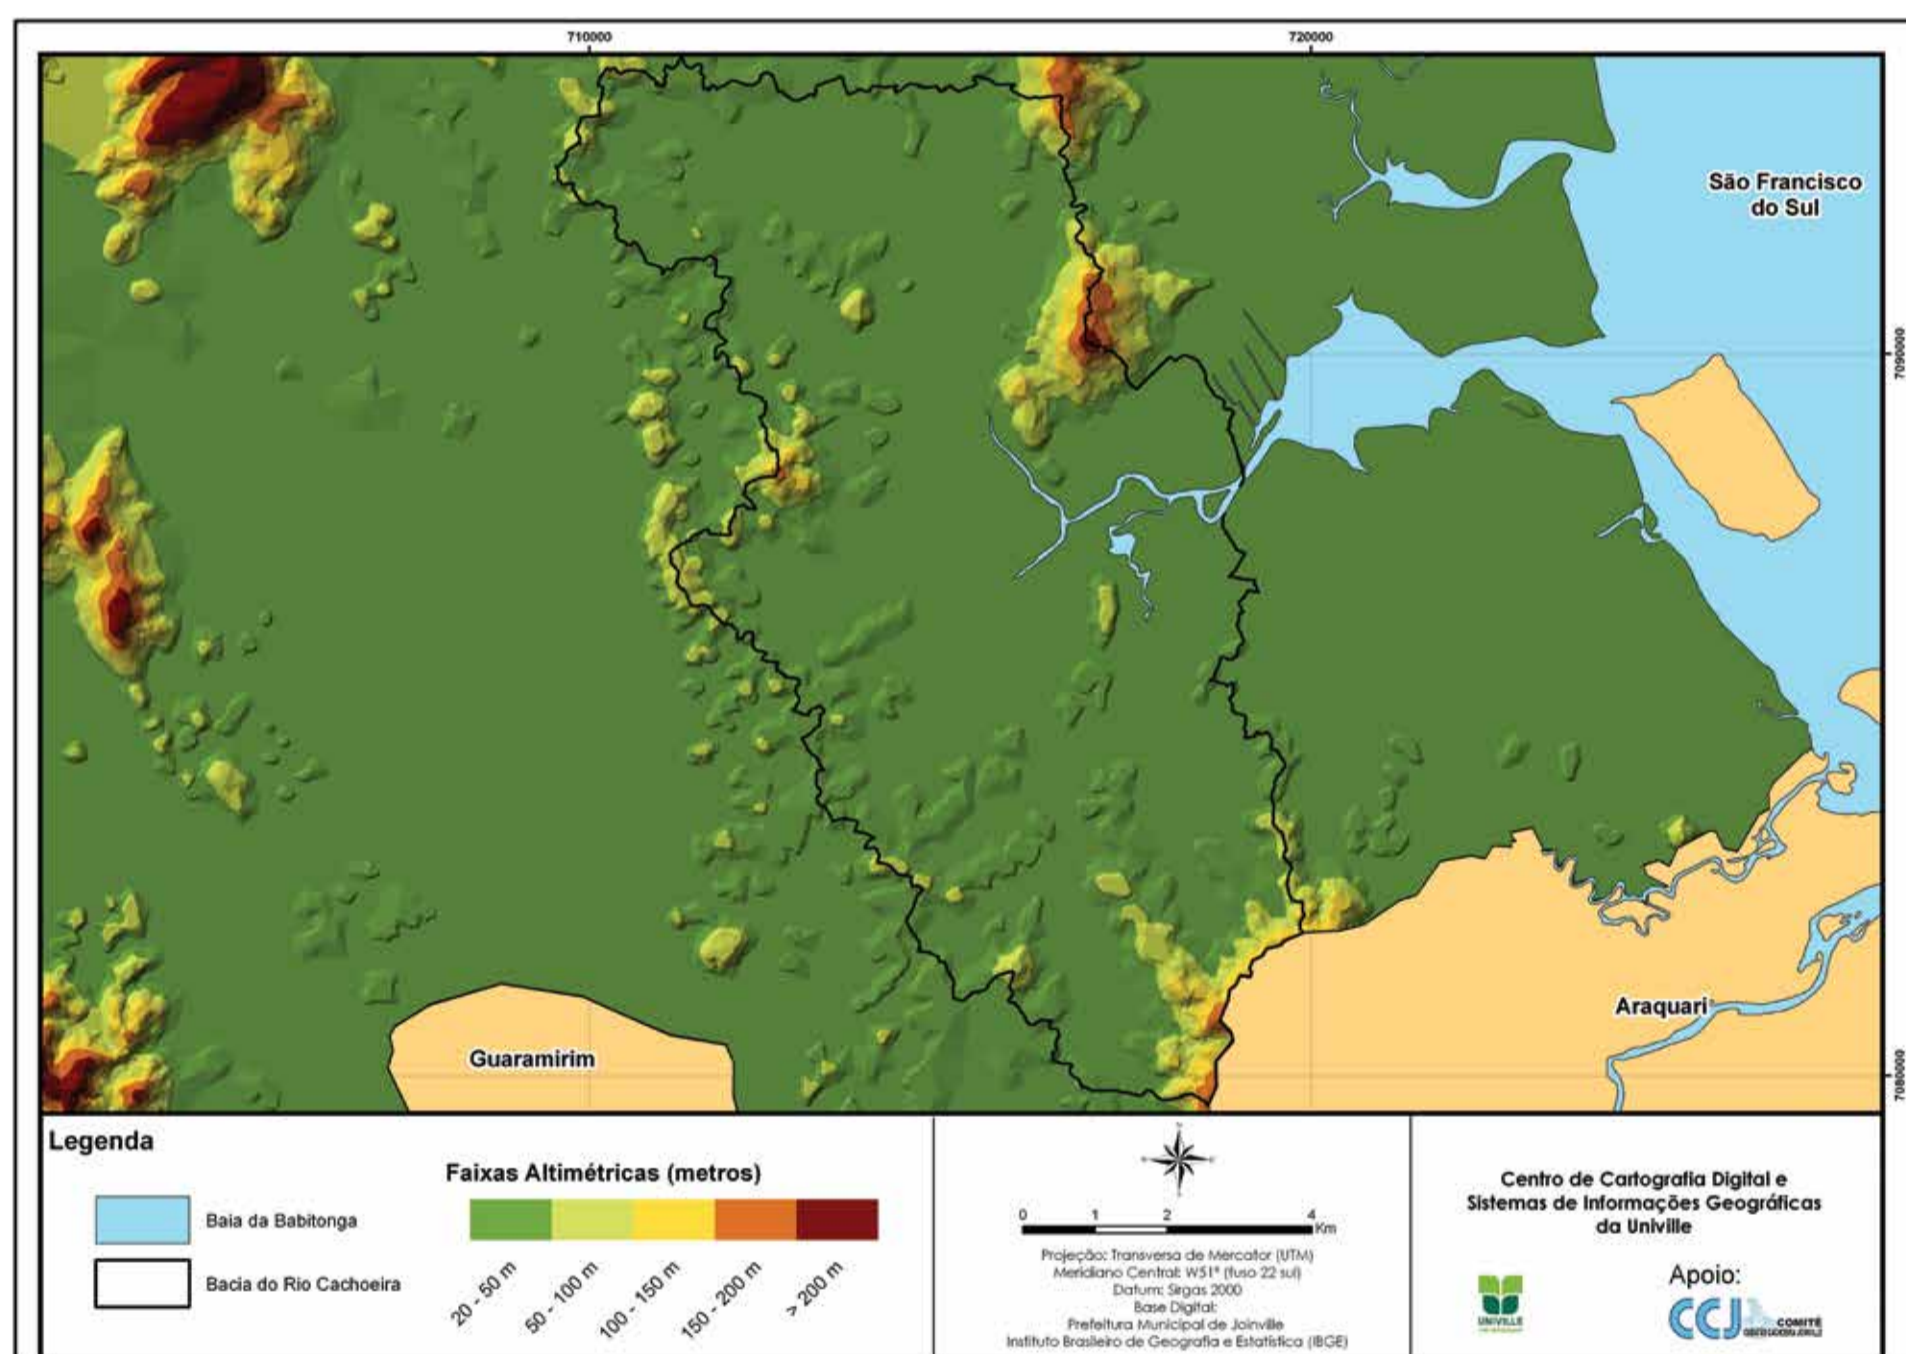 710000
720000
São Francisco
do Sul
7090000
Araquari
Guaramirim
7080000
Legenda
Baia da Babitonga
Bacia do Rio Cachoeira
Faixas Altimétricas (metros)
20 - 50 m
50 - 100 m
100 - 150 m
150 - 200 m
> 200 m
0 1 2 4
Km
Projeção: Transversa de Mercator (UTM)
Meridiano Central: W51º (fuso 22 sul)
Datum: Sirgas 2000
Base Digital:
Prefeitura Municipal de Joinville
Instituto Brasileiro de Geografia e Estatística (IBGE)
Centro de Cartografia Digital e
Sistemas de Informações Geográficas
da Univille
UNIVILLE
Apoio:
CCJ
COMITÊ